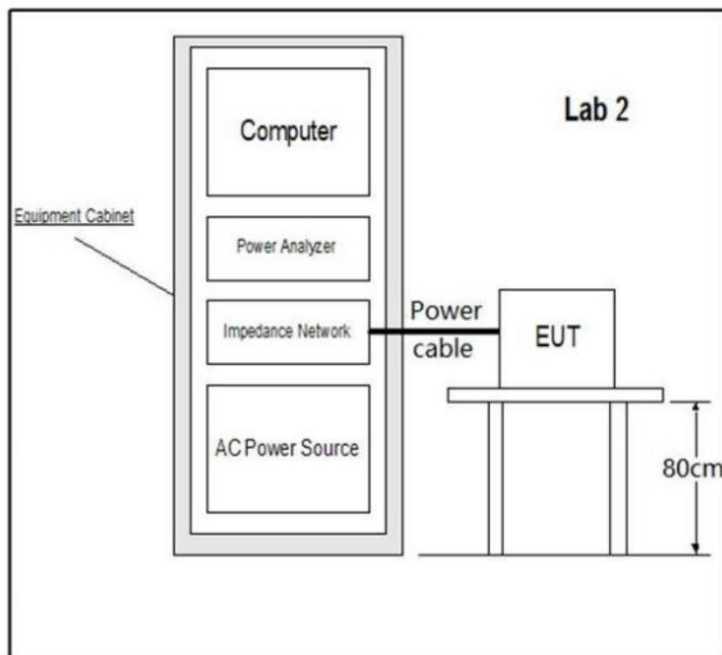 Computer
Lab 2
Equipment Cabinet
Power Analyzer
Impedance Network
Power
cable
EUT
AC Power Source
80cm